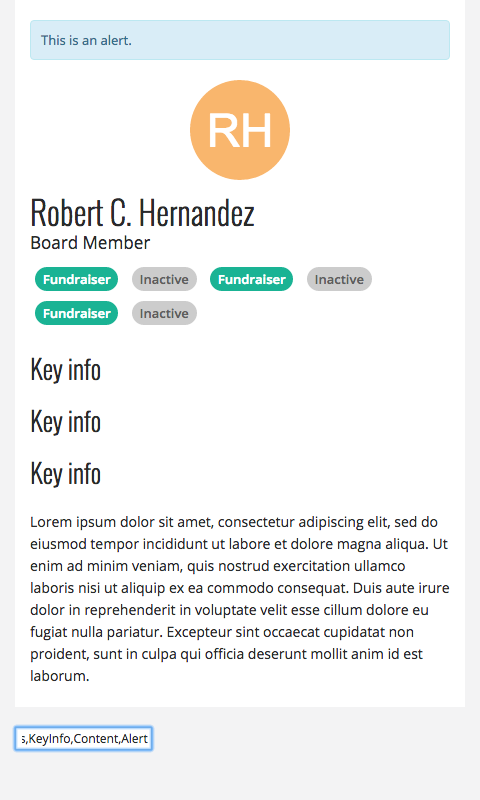 This is an alert.
RH
Robert C. Hernandez
Board Member
Fundraiser Inactive Fundraiser Inactive
Fundraiser Inactive
Key info
Key info
Key info
Lorem ipsum dolor sit amet, consectetur adipiscing elit, sed do
eiusmod tempor incididunt ut labore et dolore magna aliqua. Ut
enim ad minim veniam, quis nostrud exercitation ullamco
laboris nisi ut aliquip ex ea commodo consequat. Duis aute irure
dolor in reprehenderit in voluptate velit esse cillum dolore eu
fugiat nulla pariatur. Excepteur sint occaecat cupidatat non
proident, sunt in culpa qui officia deserunt mollit anim id est
laborum.
s,KeyInfo,Content,Alert